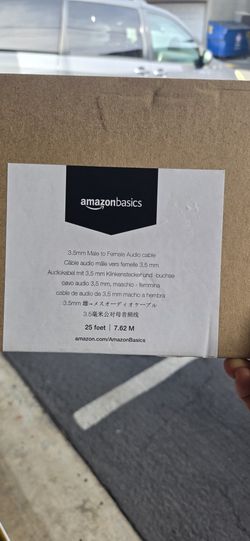 amazonbasics
3.5mm Male to Female Audio cable
Câble audio mâle vers femelle 3,5 mm
Audiokabel mit 3,5 mm Klinkensteckerund -buchse
cavo audio 3,5 mm, maschio - femmina
cable de audio de 3,5 mm macho a hembra
3.5mm 雄→メスオーディオケーブル
3.5毫米公对母音频线
25 feet | 7.62 M
amazon.com/AmazonBasics